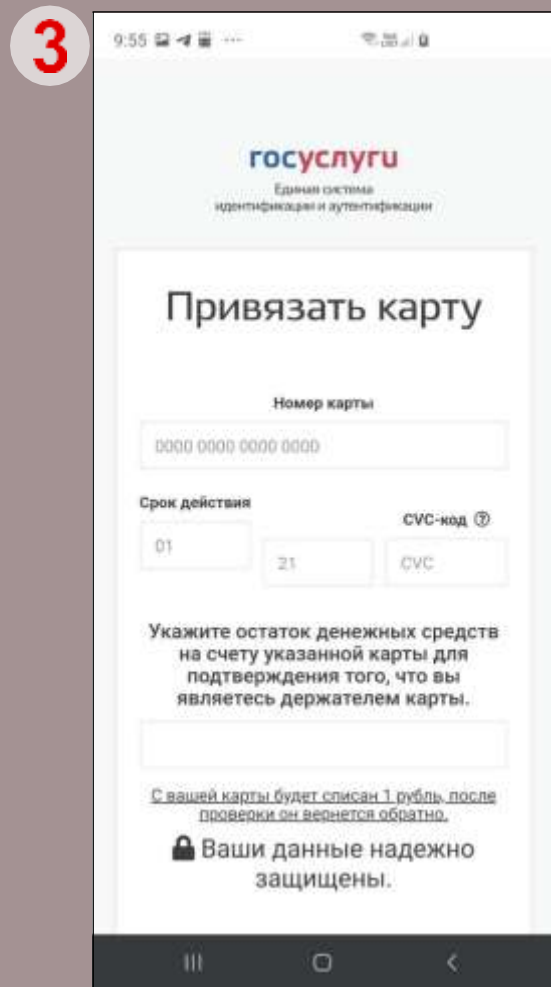 3
9:55
госуслуги
Единая система
идентификации и аутентификации
Привязать карту
Номер карты
0000 0000 0000 0000
Срок действия
CVC-код
01
21
CVC
Укажите остаток денежных средств
на счету указанной карты для
подтверждения того, что вы
являетесь держателем карты.
С вашей карты будет списан 1 рубль, после
проверки он вернется обратно.
Ваши данные надежно
защищены.